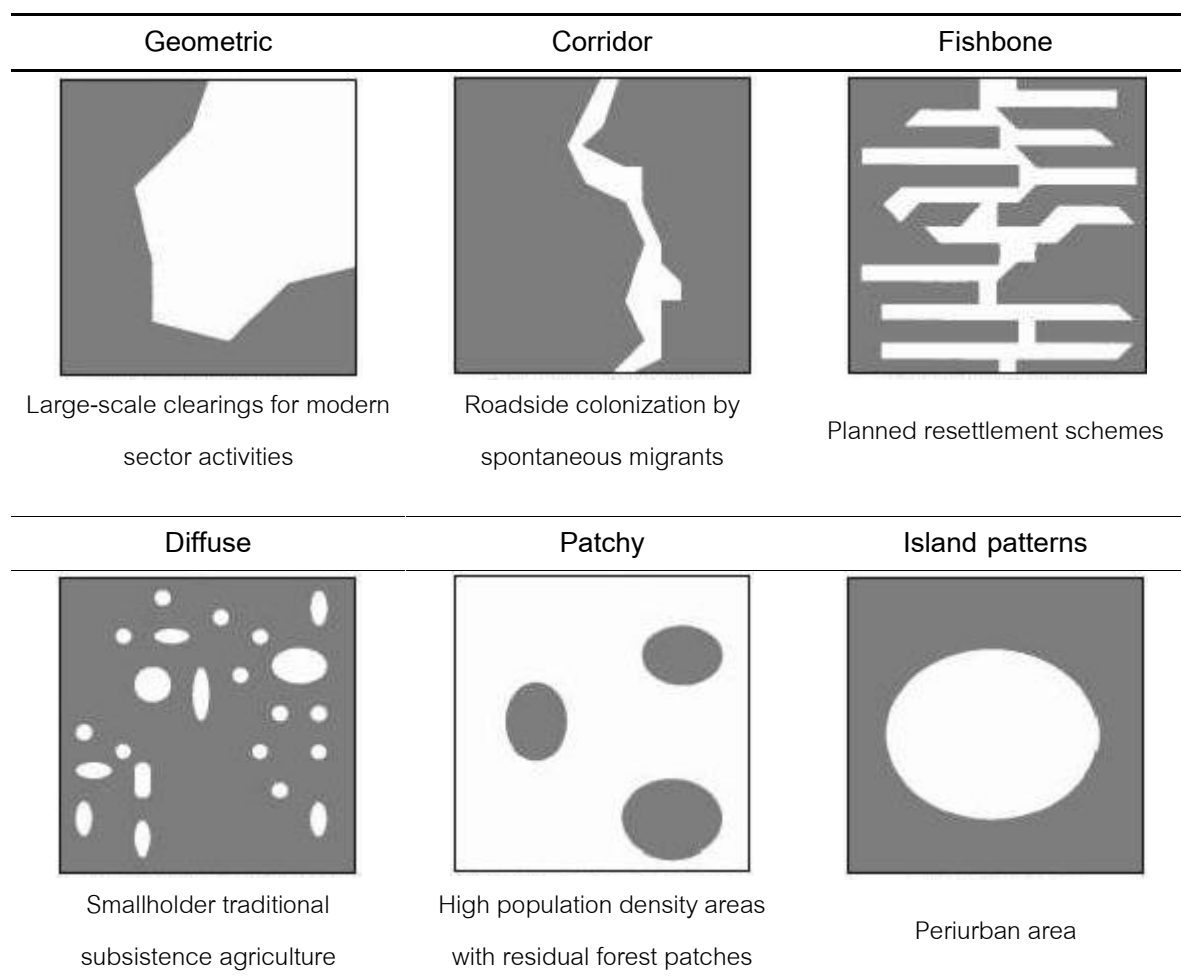 Geometric
Corridor
Fishbone
Large-scale clearings for modern
sector activities
Roadside colonization by
spontaneous migrants
Planned resettlement schemes
Diffuse
Patchy
Island patterns
Smallholder traditional
subsistence agriculture
High population density areas
with residual forest patches
Periurban area